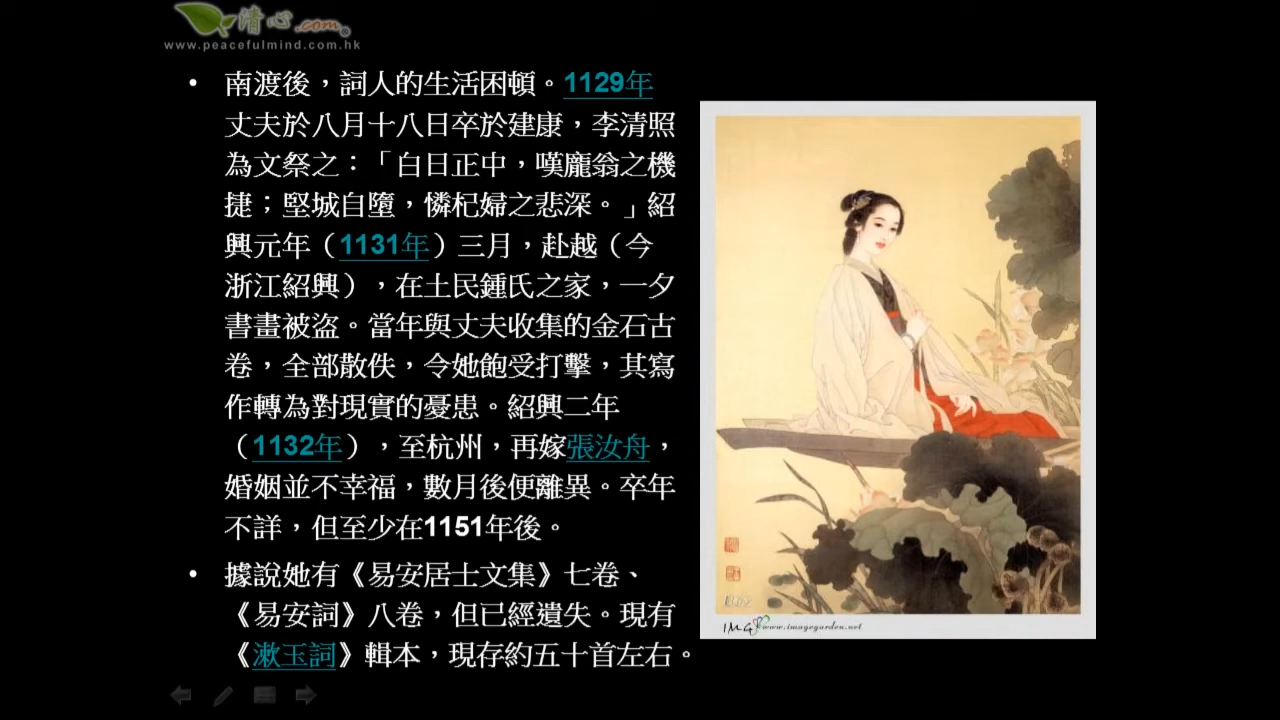 清心.com
www.peacefulmind.com.hk
• 南渡後，詞人的生活困頓。1129年
丈夫於八月十八日卒於建康，李清照
為文祭之：「白日正中，嘆龐翁之機
捷；堅城自墮，憐杞婦之悲深。」紹
興元年（1131年）三月，赴越（今
浙江紹興），在土民鍾氏之家，一夕
書畫被盜。當年與丈夫收集的金石古
卷，全部散佚，令她飽受打擊，其寫
作轉為對現實的憂患。紹興二年
（1132年），至杭州，再嫁張汝舟，
婚姻並不幸福，數月後便離異。卒年
不詳，但至少在1151年後。
• 據說她有《易安居士文集》七卷、
《易安詞》八卷，但已經遺失。現有
《漱玉詞》輯本，現存約五十首左右。
IMG www.imagegarden.net